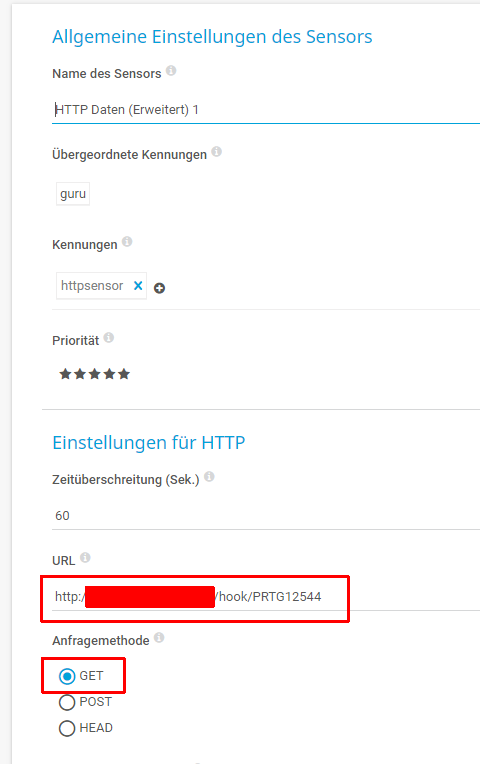 Allgemeine Einstellungen des Sensors
Name des Sensors
HTTP Daten (Erweitert) 1
Übergeordnete Kennungen
guru
Kennungen
httpsensor
Priorität
Einstellungen für HTTP
Zeitüberschreitung (Sek.)
60
URL
http:/ /hook/PRTG12544
Anfragemethode
GET
POST
HEAD